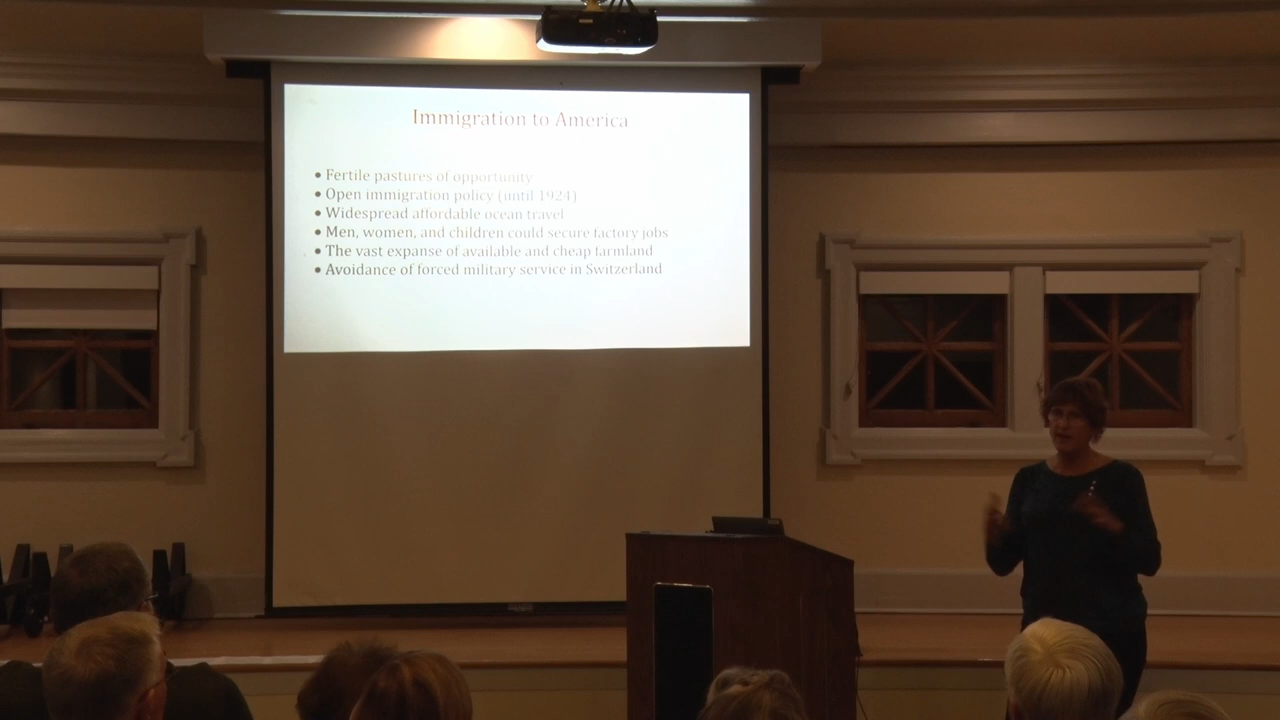 Immigration to America
• Fertile pastures of opportunity
• Open immigration policy (until 1924)
• Widespread affordable ocean travel
• Men, women, and children could secure factory jobs
• The vast expanse of available and cheap farmland
• Avoidance of forced military service in Switzerland